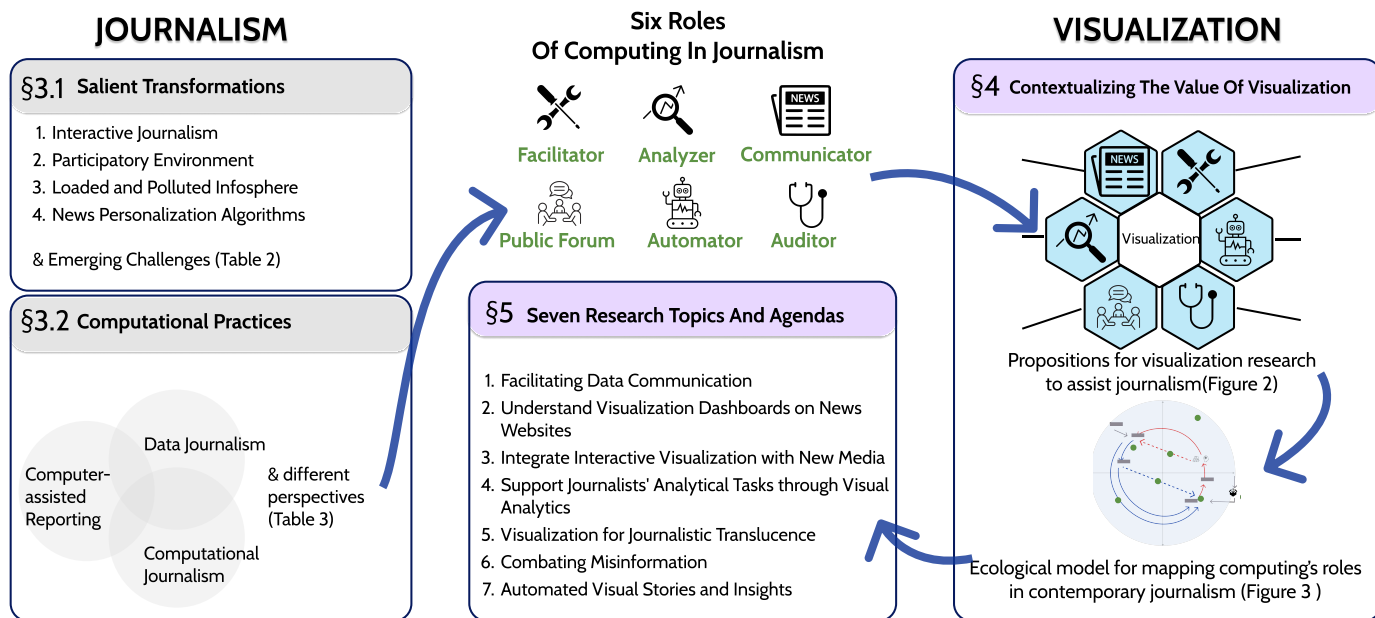 JOURNALISM
§3.1 Salient Transformations
1. Interactive Journalism
2. Participatory Environment
3. Loaded and Polluted Infosphere
4. News Personalization Algorithms
& Emerging Challenges (Table 2)
§3.2 Computational Practices
Data Journalism
Computer-
assisted
Reporting
& different
perspectives
(Table 3)
Computational
Journalism
Six Roles
Of Computing In Journalism
NEWS
Facilitator
Analyzer
Communicator
Public Forum
Automator
Auditor
§5 Seven Research Topics And Agendas
1. Facilitating Data Communication
2. Understand Visualization Dashboards on News
Websites
3. Integrate Interactive Visualization with New Media
4. Support Journalists' Analytical Tasks through Visual
Analytics
5. Visualization for Journalistic Translucence
6. Combating Misinformation
7. Automated Visual Stories and Insights
VISUALIZATION
§4 Contextualizing The Value Of Visualization
NEWS
Visualization
Propositions for visualization research
to assist journalism(Figure 2)
Ecological model for mapping computing's roles
in contemporary journalism (Figure 3 )